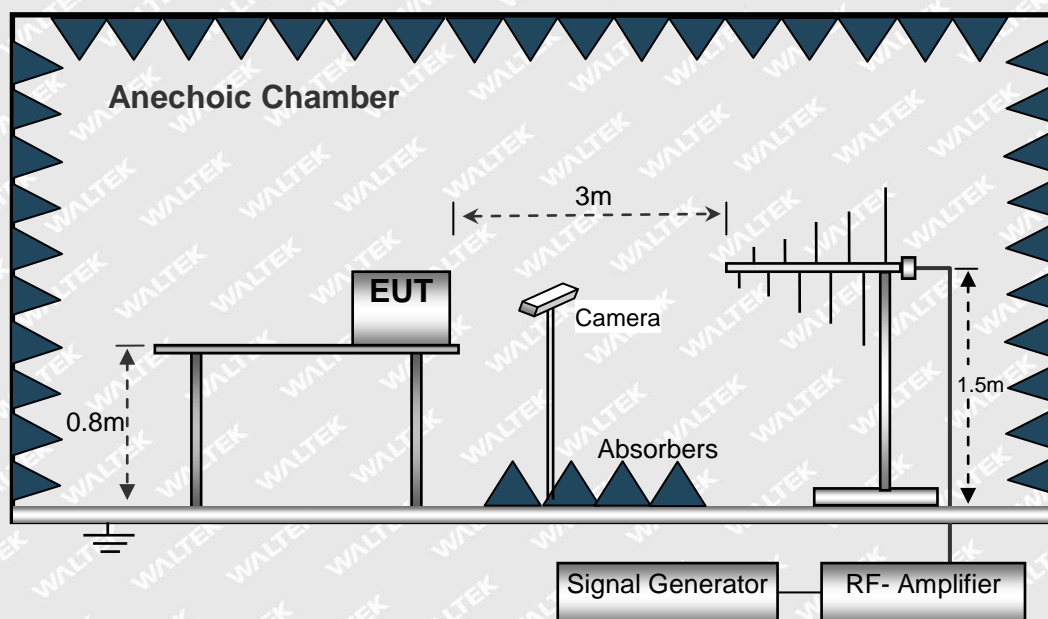 Anechoic Chamber
3m
EUT
Camera
0.8m
1.5m
Absorbers
Signal Generator
RF- Amplifier
WALTEK